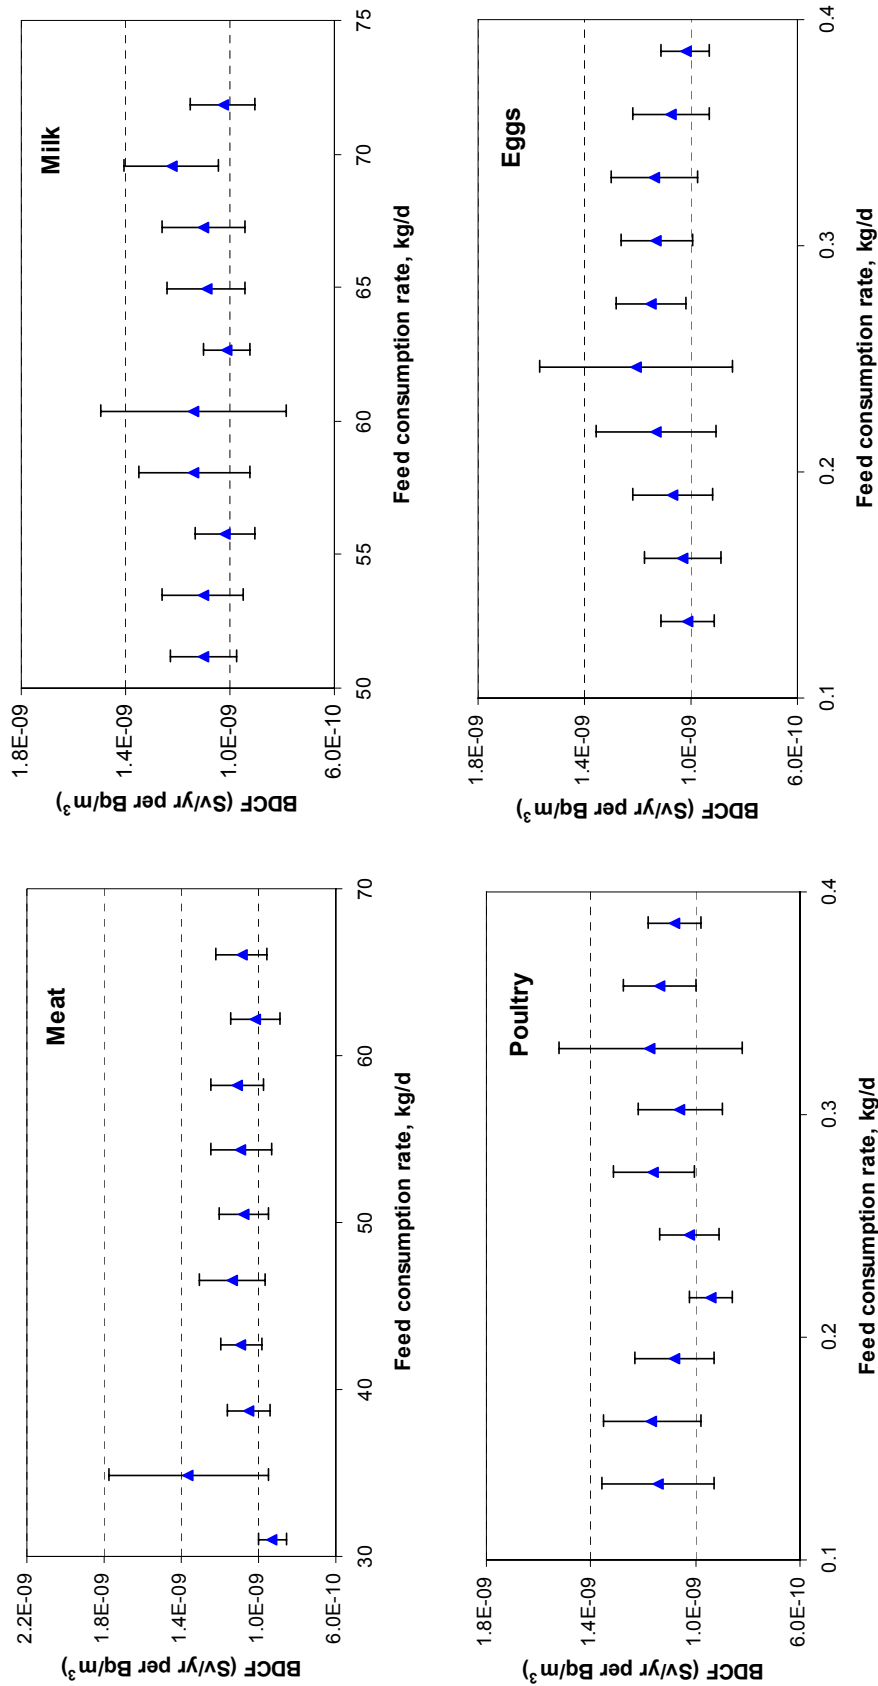 Meat
BDCF (Sv/yr per Bq/m³)
2.2E-09
1.8E-09
1.4E-09
1.0E-09
6.0E-10
30 40 50 60 70
Feed consumption rate, kg/d
Milk
BDCF (Sv/yr per Bq/m³)
1.8E-09
1.4E-09
1.0E-09
6.0E-10
50 55 60 65 70 75
Feed consumption rate, kg/d
Poultry
BDCF (Sv/yr per Bq/m³)
1.8E-09
1.4E-09
1.0E-09
6.0E-10
0.1 0.2 0.3 0.4
Feed consumption rate, kg/d
Eggs
BDCF (Sv/yr per Bq/m³)
1.8E-09
1.4E-09
1.0E-09
6.0E-10
0.1 0.2 0.3 0.4
Feed consumption rate, kg/d